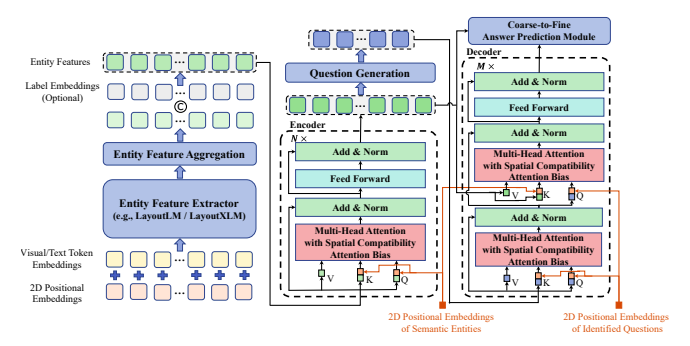 Entity Features
Label Embeddings
(Optional)
©
Entity Feature Aggregation
Entity Feature Extractor
(e.g., LayoutLM / LayoutXLM)
Visual/Text Token
Embeddings
2D Positional
Embeddings
Question Generation
Encoder
N ×
Add & Norm
Feed Forward
Add & Norm
Multi-Head Attention
with Spatial Compatibility
Attention Bias
V
K
Q
Coarse-to-Fine
Answer Prediction Module
Decoder
M ×
Add & Norm
Feed Forward
Add & Norm
Multi-Head Attention
with Spatial Compatibility
Attention Bias
V
K
Q
Add & Norm
Multi-Head Attention
with Spatial Compatibility
Attention Bias
V
K
Q
2D Positional Embeddings
of Semantic Entities
2D Positional Embeddings
of Identified Questions